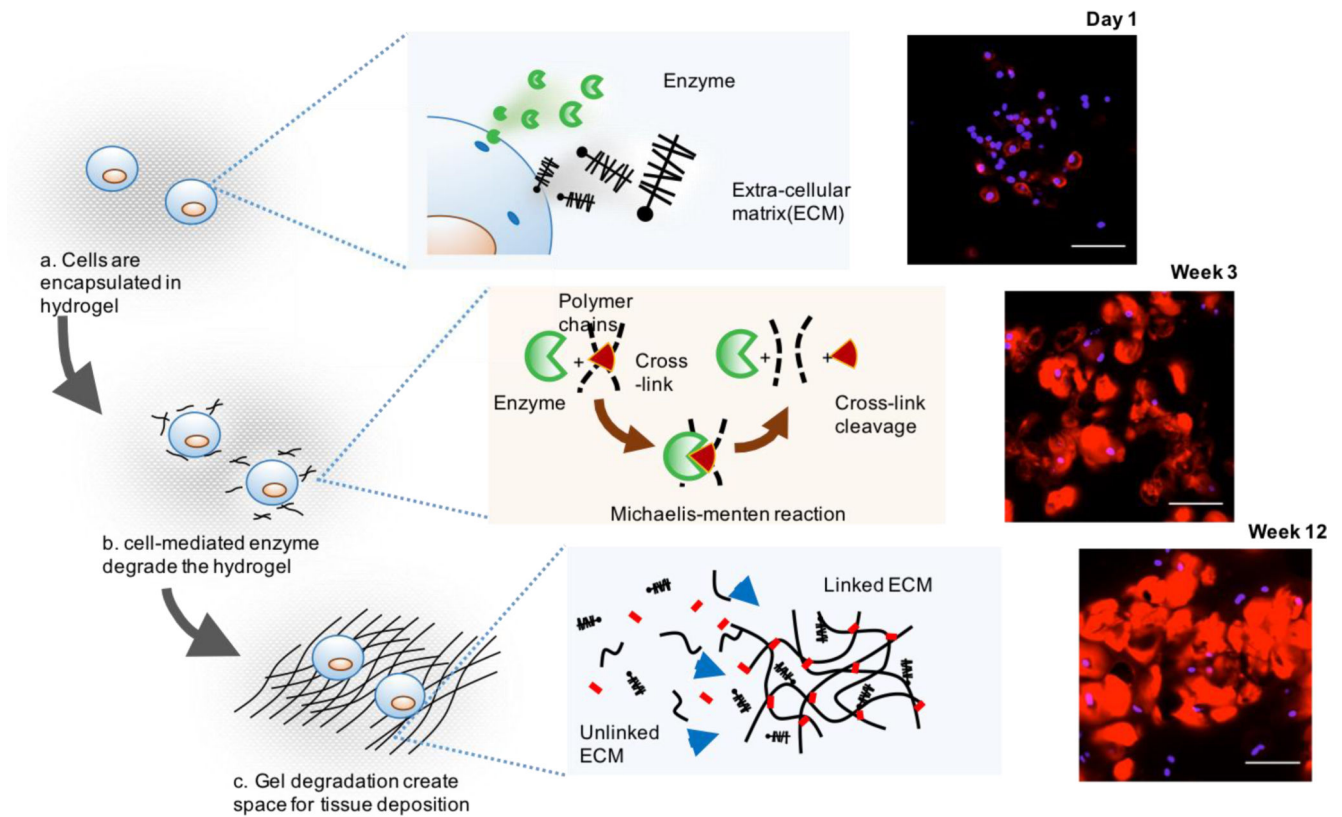 Day 1
Enzyme
Extra-cellular
matrix(ECM)
a. Cells are
encapsulated in
hydrogel
Week 3
Polymer
chains
+
+
+
Cross
-link
Enzyme
Cross-link
cleavage
Michaelis-menten reaction
Week 12
b. cell-mediated enzyme
degrade the hydrogel
Linked ECM
Unlinked
ECM
c. Gel degradation create
space for tissue deposition